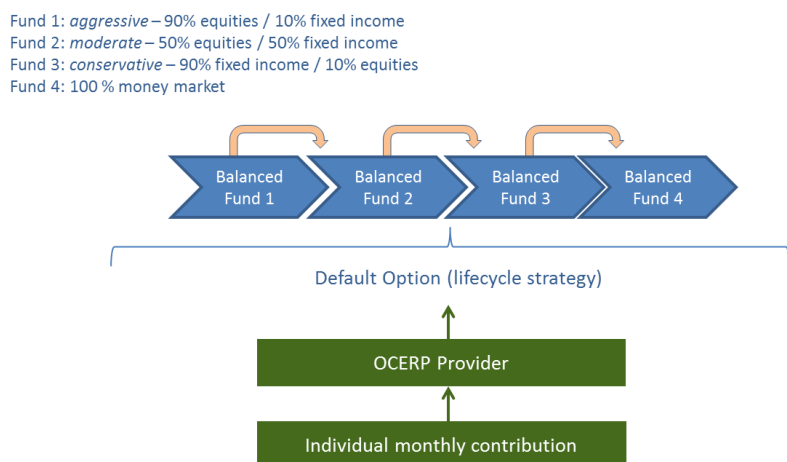 Fund 1: aggressive – 90% equities / 10% fixed income
Fund 2: moderate – 50% equities / 50% fixed income
Fund 3: conservative – 90% fixed income / 10% equities
Fund 4: 100 % money market
Balanced
Fund 1
Balanced
Fund 2
Balanced
Fund 3
Balanced
Fund 4
Default Option (lifecycle strategy)
OCERP Provider
Individual monthly contribution